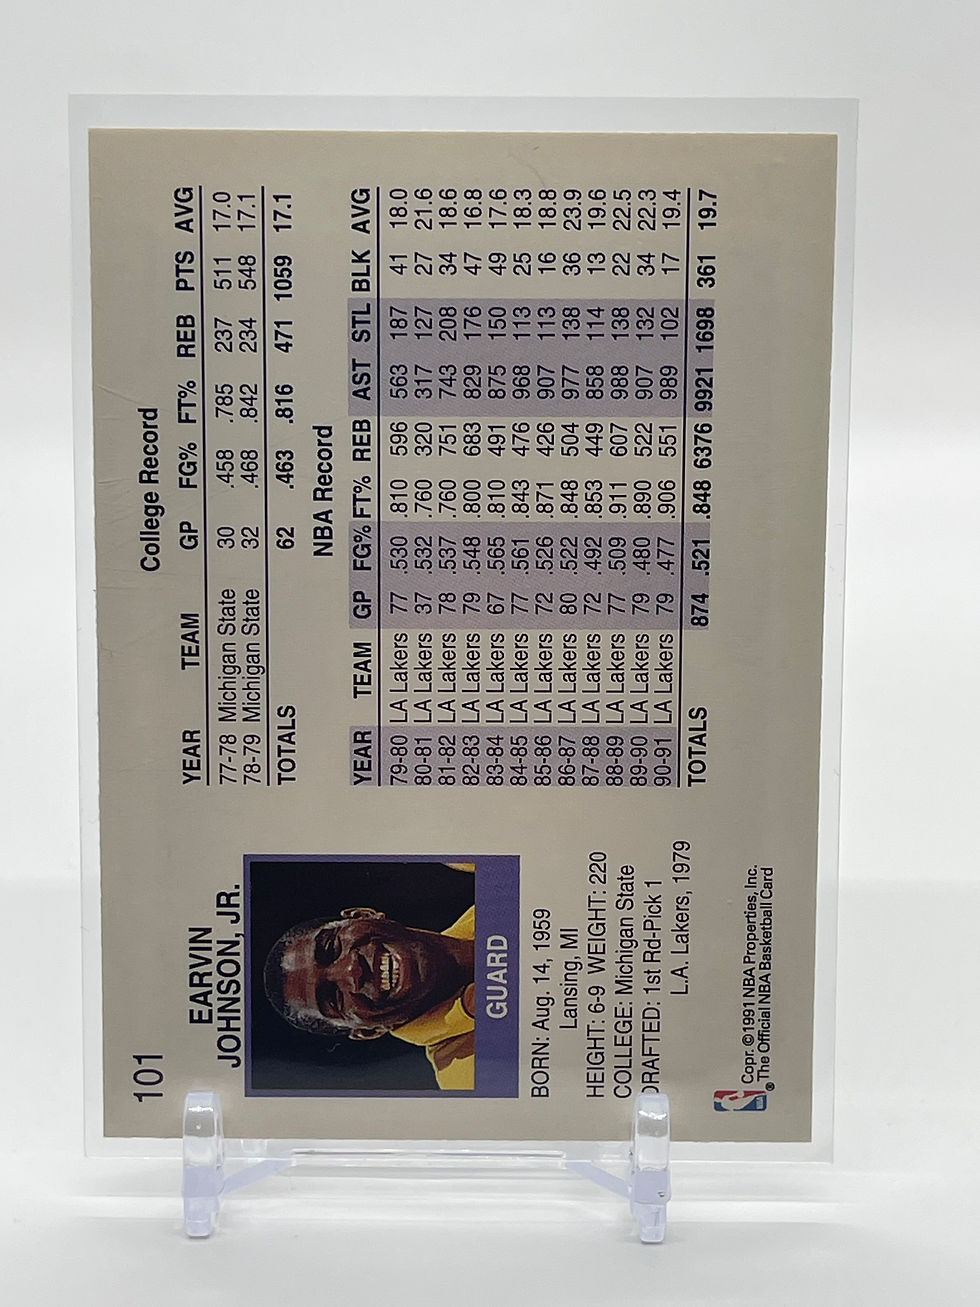 101
EARVIN
JOHNSON, JR.
GUARD
BORN: Aug. 14, 1959
Lansing, MI
HEIGHT: 6-9 WEIGHT: 220
COLLEGE: Michigan State
DRAFTED: 1st Rd-Pick 1
L.A. Lakers, 1979
NBA
Copr. ©1991 NBA Properties, Inc.
® The Official NBA Basketball Card
College Record
YEAR TEAM GP FG% FT% REB PTS AVG
77-78 Michigan State 30 .458 .785 237 511 17.0
78-79 Michigan State 32 .468 .842 234 548 17.1
TOTALS 62 .463 .816 471 1059 17.1
NBA Record
YEAR TEAM GP FG% FT% REB AST STL BLK AVG
79-80 LA Lakers 77 .530 .810 596 563 187 41 18.0
80-81 LA Lakers 37 .532 .760 320 317 127 27 21.6
81-82 LA Lakers 78 .537 .760 751 743 208 34 18.6
82-83 LA Lakers 79 .548 .800 683 829 176 47 16.8
83-84 LA Lakers 67 .565 .810 491 875 150 49 17.6
84-85 LA Lakers 77 .561 .843 476 968 113 25 18.3
85-86 LA Lakers 72 .526 .871 426 907 113 16 18.8
86-87 LA Lakers 80 .522 .848 504 977 138 36 23.9
87-88 LA Lakers 72 .492 .853 449 858 114 13 19.6
88-89 LA Lakers 77 .509 .911 607 988 138 22 22.5
89-90 LA Lakers 79 .480 .890 522 907 132 34 22.3
90-91 LA Lakers 79 .477 .906 551 989 102 17 19.4
TOTALS 874 .521 .848 6376 9921 1698 361 19.7